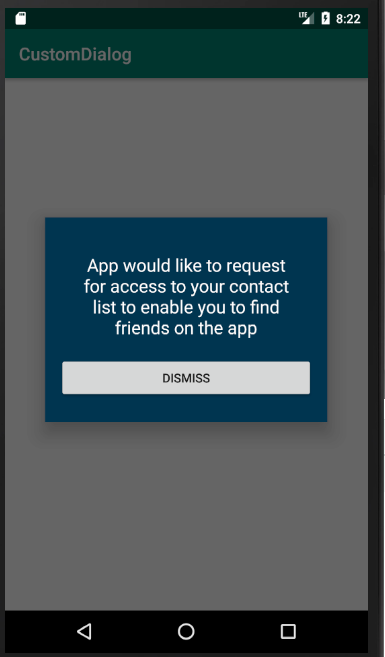 LTE 8:22
CustomDialog
App would like to request
for access to your contact
list to enable you to find
friends on the app
DISMISS